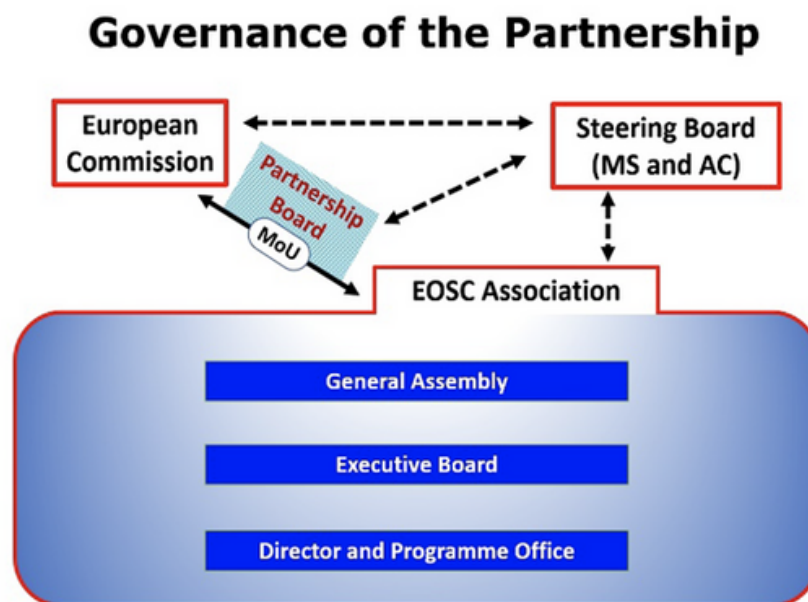 Governance of the Partnership
European
Commission
Steering Board
(MS and AC)
Partnership
Board
MoU
EOSC Association
General Assembly
Executive Board
Director and Programme Office